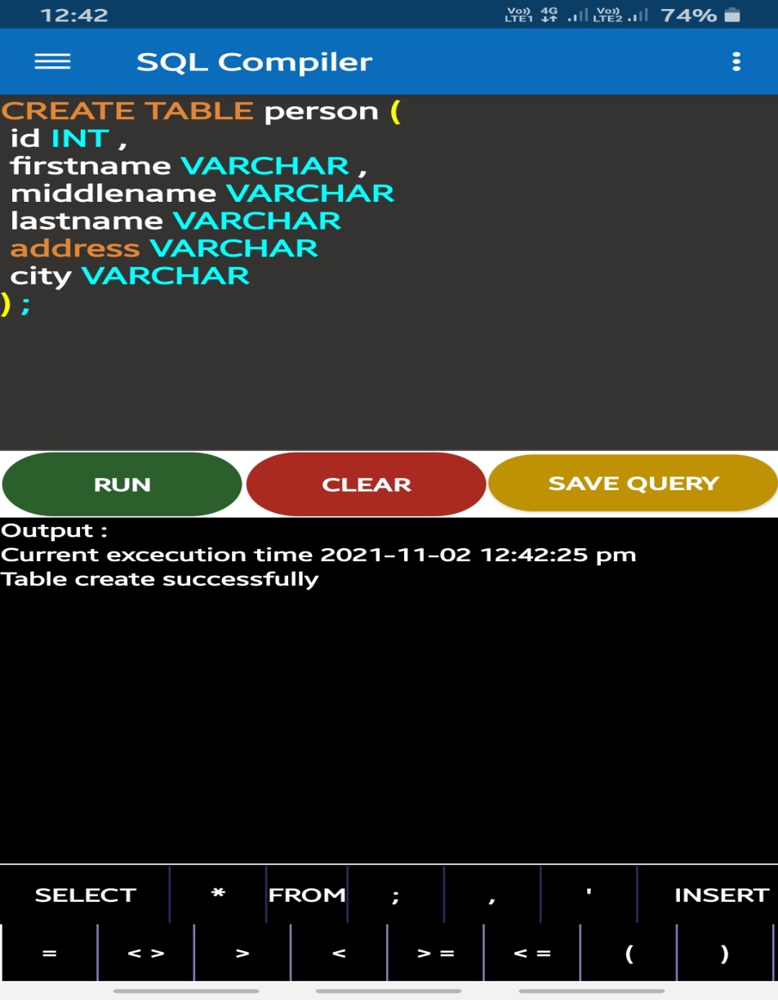 12:42 Vo)) LTE1 4G Vo)) LTE2 74%
SQL Compiler
CREATE TABLE person (
id INT ,
firstname VARCHAR ,
middlename VARCHAR
lastname VARCHAR
address VARCHAR
city VARCHAR
) ;
RUN CLEAR SAVE QUERY
Output :
Current excecution time 2021-11-02 12:42:25 pm
Table create successfully
SELECT * FROM ; , ' INSERT
= < > > < > = < = ( )